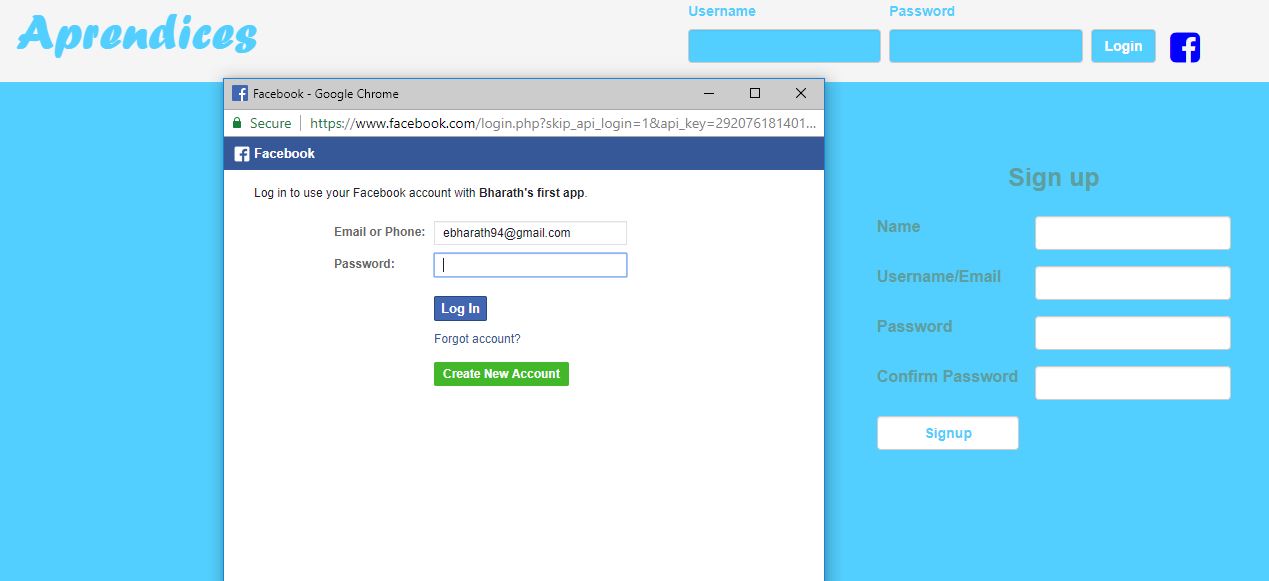 Aprendices
Username
Password
Login
Facebook - Google Chrome
Secure
https://www.facebook.com/login.php?skip_api_login=1&api_key=292076181401...
Facebook
Log in to use your Facebook account with Bharath's first app.
Email or Phone: ebharath94@gmail.com
Password:
Log In
Forgot account?
Create New Account
Sign up
Name
Username/Email
Password
Confirm Password
Signup